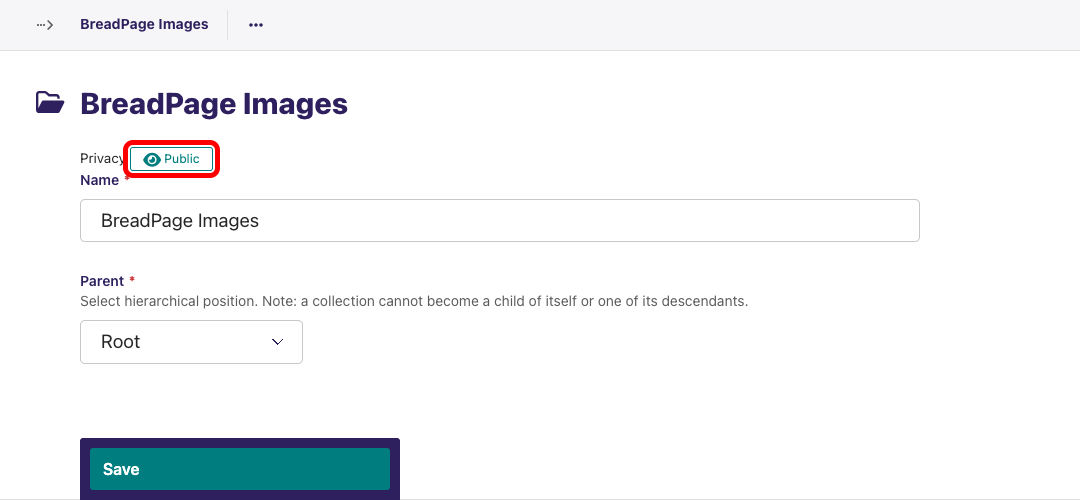 BreadPage Images
BreadPage Images
Privacy Public
Name *
BreadPage Images
Parent *
Select hierarchical position. Note: a collection cannot become a child of itself or one of its descendants.
Root
Save